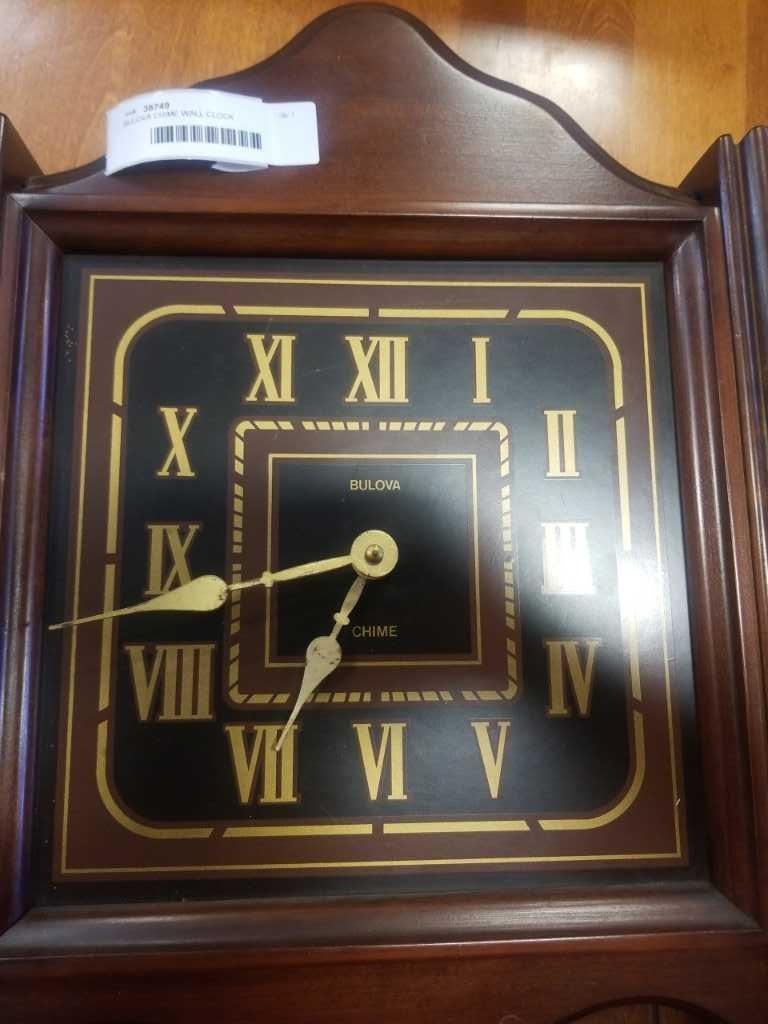 38749
BULOVA CHIME WALL CLOCK
XI XII I
X II
BULOVA
IX III
CHIME
VIII IV
VII VI V